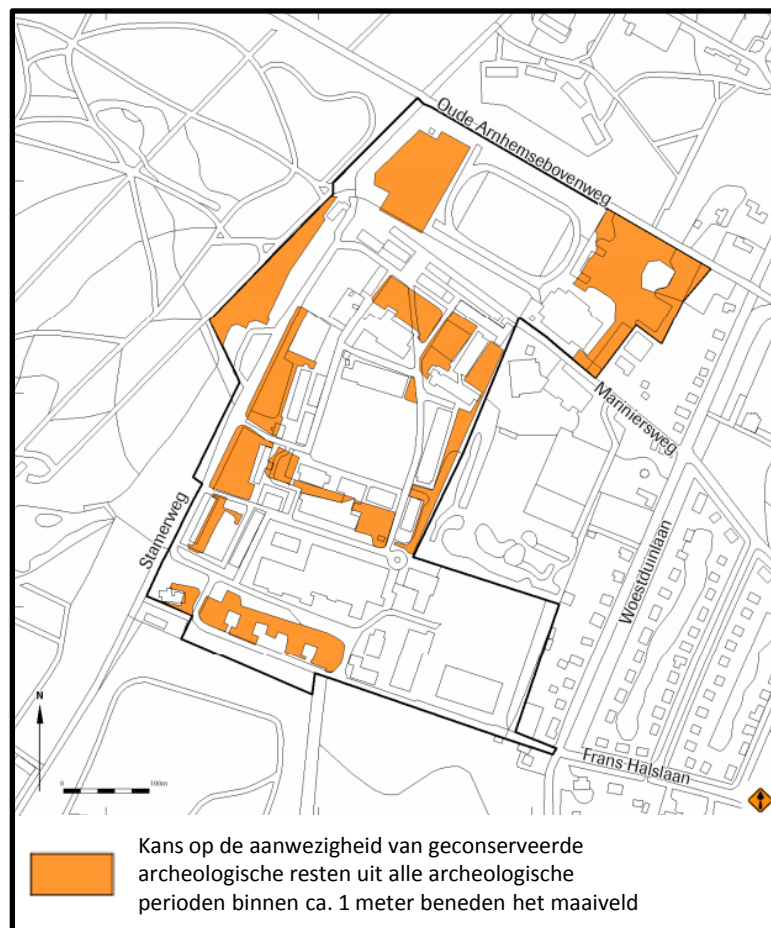 Oude-Arnhemsebovenweg
Mariniersweg
Stamerweg
Woestduinlaan
Frans Halslaan
N
0 100m
Kans op de aanwezigheid van geconserveerde
archeologische resten uit alle archeologische
perioden binnen ca. 1 meter beneden het maaiveld